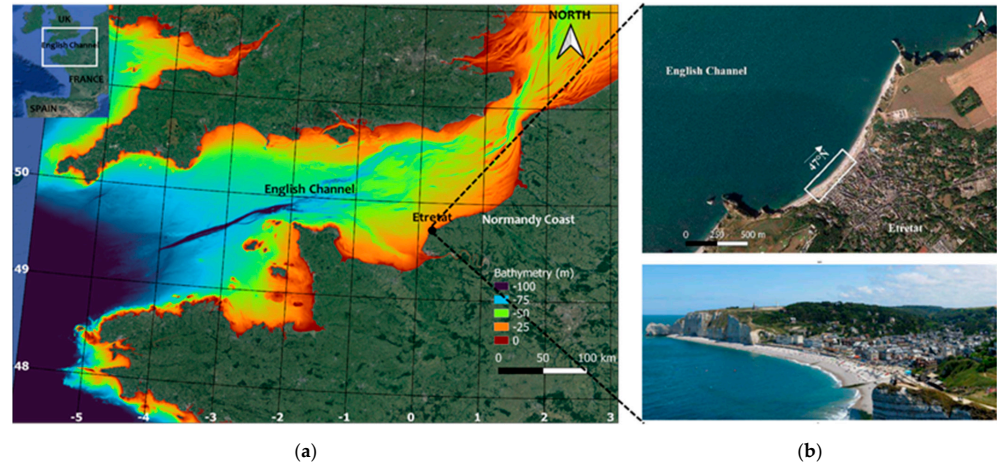 UK
English Channel
FRANCE
SPAIN
NORTH
50
English Channel
Etretat
Normandy Coast
49
Bathymetry (m)
-100
-75
-50
-25
0
0 50 100 km
48
-5 -4 -3 -2 -1 0 1 2 3
English Channel
47°
Etretat
0 250 500 m
(a) (b)